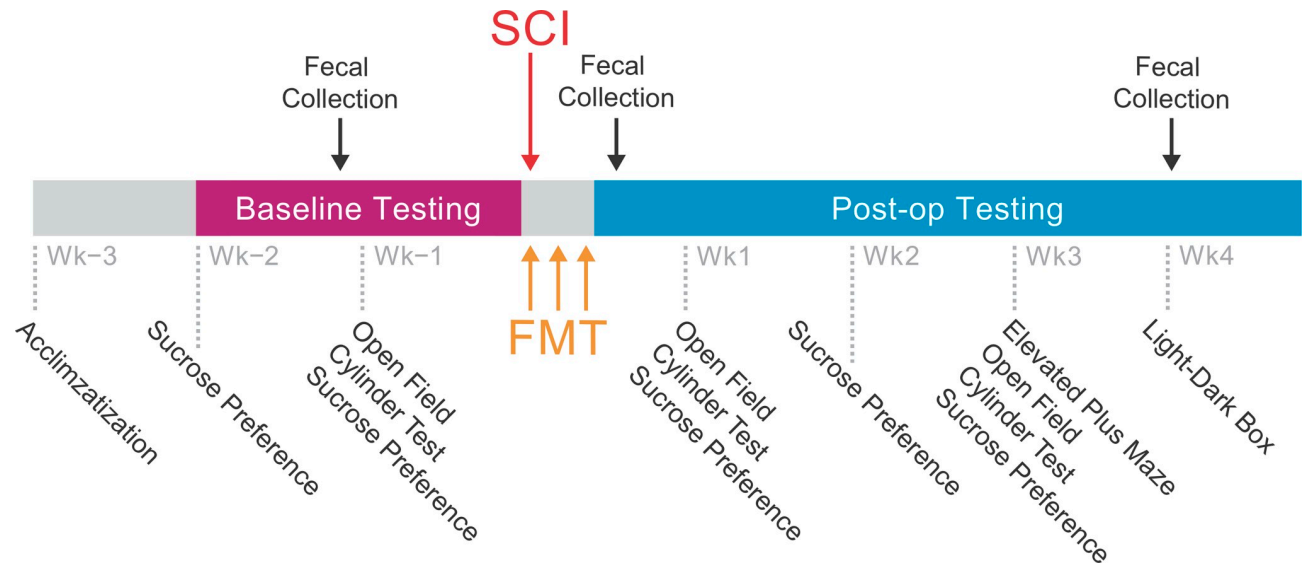 SCI
Fecal
Collection
Fecal
Collection
Fecal
Collection
Baseline Testing
Post-op Testing
Wk−3
Wk−2
Wk−1
Wk1
Wk2
Wk3
Wk4
FMT
Acclimzatization
Sucrose Preference
Open Field
Cylinder Test
Sucrose Preference
Open Field
Cylinder Test
Sucrose Preference
Sucrose Preference
Elevated Plus Maze
Open Field
Cylinder Test
Sucrose Preference
Light-Dark Box